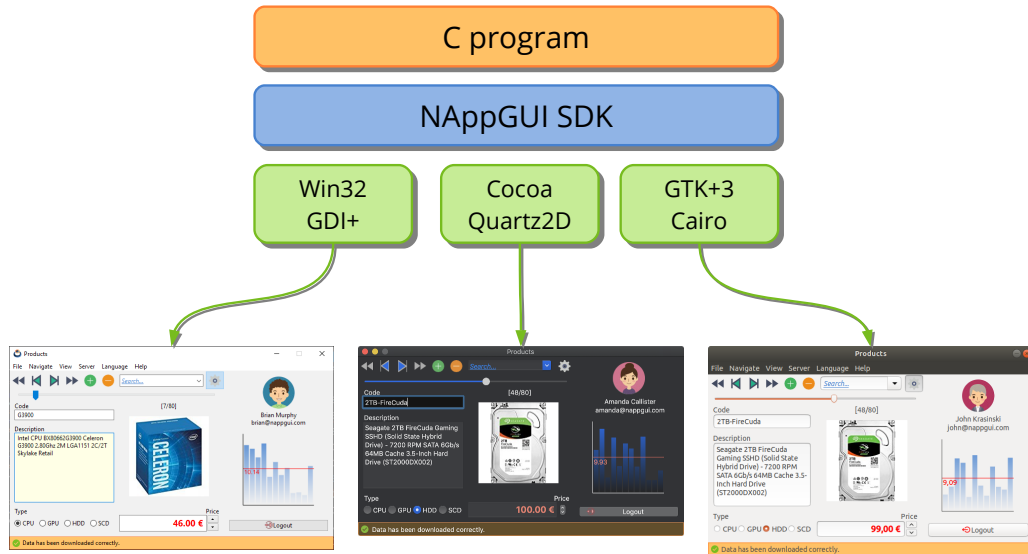 C program
NAppGUI SDK
Win32
GDI+
Cocoa
Quartz2D
GTK+3
Cairo
Products
File Navigate View Server Language Help
Search...
Code
G3900
[7/80]
Description
Intel CPU BX80662G3900 Celeron
G3900 2.80Ghz 2M LGA1151 2C/2T
Skylake Retail
CELERON
Brian Murphy
brian@nappgui.com
10.14
Type
CPU GPU HDD SCD
Price
46.00 €
Logout
Data has been downloaded correctly.
Products
Search...
Code
2TB-FireCuda
[48/80]
Description
Seagate 2TB FireCuda Gaming
SSHD (Solid State Hybrid
Drive) - 7200 RPM SATA 6Gb/s
64MB Cache 3.5-Inch Hard
Drive (ST2000DX002)
Amanda Callister
amanda@nappgui.com
9.93
Type
CPU GPU HDD SCD
Price
100.00 €
Logout
Data has been downloaded correctly.
Products
File Navigate View Server Language Help
Search...
Code
2TB-FireCuda
[48/80]
Description
Seagate 2TB FireCuda
Gaming SSHD (Solid State
Hybrid Drive) - 7200 RPM
SATA 6Gb/s 64MB Cache 3.5-
Inch Hard Drive
(ST2000DX002)
John Krasinski
john@nappgui.com
9,09
Type
CPU GPU HDD SCD
Price
99,00 €
Logout
Data has been downloaded correctly.